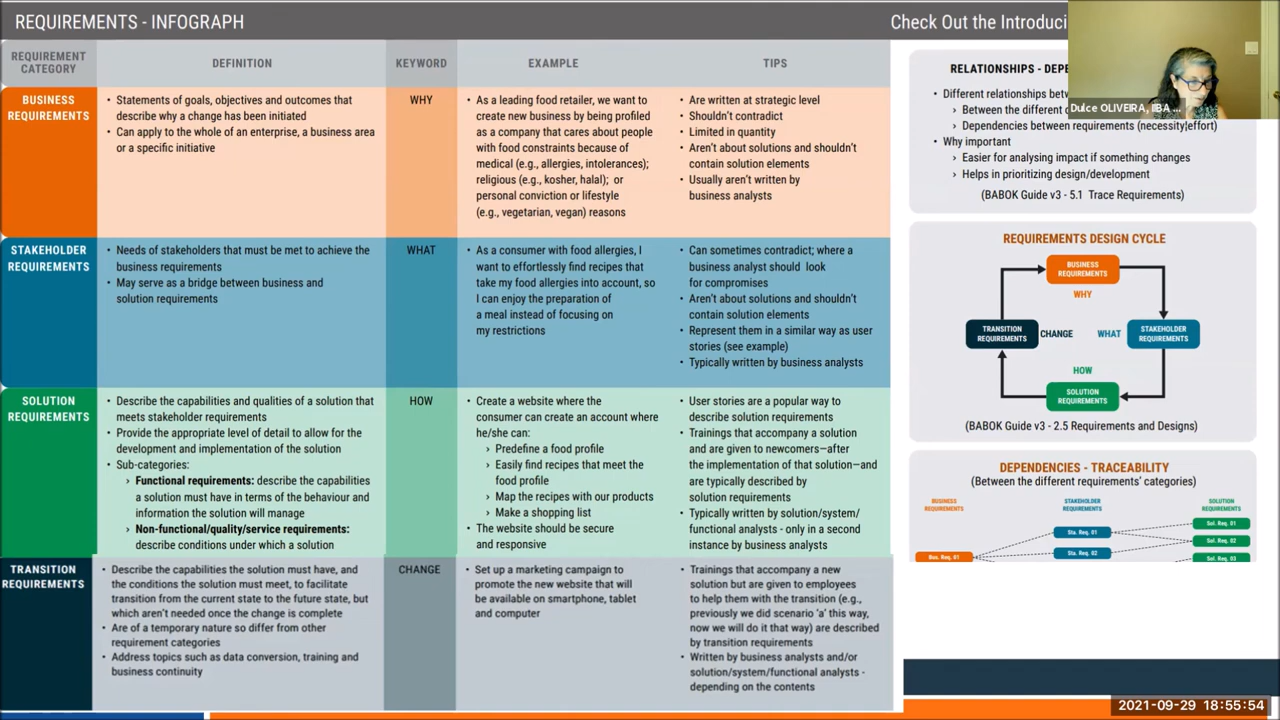 REQUIREMENTS - INFOGRAPH
Check Out the Introduci
REQUIREMENT
CATEGORY
DEFINITION
KEYWORD
EXAMPLE
TIPS
BUSINESS
REQUIREMENTS
• Statements of goals, objectives and outcomes that
describe why a change has been initiated
• Can apply to the whole of an enterprise, a business area
or a specific initiative
WHY
• As a leading food retailer, we want to
create new business by being profiled
as a company that cares about people
with food constraints because of
medical (e.g., allergies, intolerances);
religious (e.g., kosher, halal); or
personal conviction or lifestyle
(e.g., vegetarian, vegan) reasons
• Are written at strategic level
• Shouldn't contradict
• Limited in quantity
• Aren't about solutions and shouldn't
contain solution elements
• Usually aren't written by
business analysts
STAKEHOLDER
REQUIREMENTS
• Needs of stakeholders that must be met to achieve the
business requirements
• May serve as a bridge between business and
solution requirements
WHAT
• As a consumer with food allergies, I
want to effortlessly find recipes that
take my food allergies into account, so
I can enjoy the preparation of
a meal instead of focusing on
my restrictions
• Can sometimes contradict; where a
business analyst should look
for compromises
• Aren't about solutions and shouldn't
contain solution elements
• Represent them in a similar way as user
stories (see example)
• Typically written by business analysts
SOLUTION
REQUIREMENTS
• Describe the capabilities and qualities of a solution that
meets stakeholder requirements
• Provide the appropriate level of detail to allow for the
development and implementation of the solution
• Sub-categories:
› Functional requirements: describe the capabilities
a solution must have in terms of the behaviour and
information the solution will manage
› Non-functional/quality/service requirements:
describe conditions under which a solution
HOW
• Create a website where the
consumer can create an account where
he/she can:
› Predefine a food profile
› Easily find recipes that meet the
food profile
› Map the recipes with our products
› Make a shopping list
• The website should be secure
and responsive
• User stories are a popular way to
describe solution requirements
• Trainings that accompany a solution
and are given to newcomers—after
the implementation of that solution—and
are typically described by
solution requirements
• Typically written by solution/system/
functional analysts - only in a second
instance by business analysts
TRANSITION
REQUIREMENTS
• Describe the capabilities the solution must have, and
the conditions the solution must meet, to facilitate
transition from the current state to the future state, but
which aren't needed once the change is complete
• Are of a temporary nature so differ from other
requirement categories
• Address topics such as data conversion, training and
business continuity
CHANGE
• Set up a marketing campaign to
promote the new website that will
be available on smartphone, tablet
and computer
• Trainings that accompany a new
solution but are given to employees
to help them with the transition (e.g.,
previously we did scenario 'a' this way,
now we will do it that way) are described
by transition requirements
• Written by business analysts and/or
solution/system/functional analysts -
depending on the contents
RELATIONSHIPS - DEP
• Different relationships betw
› Between the different c
› Dependencies between requirements (necessity¦effort)
• Why important
› Easier for analysing impact if something changes
› Helps in prioritizing design/development
(BABOK Guide v3 - 5.1 Trace Requirements)
Dulce OLIVEIRA, IIBA ...
REQUIREMENTS DESIGN CYCLE
BUSINESS
REQUIREMENTS
WHY
TRANSITION
REQUIREMENTS
CHANGE
WHAT
STAKEHOLDER
REQUIREMENTS
HOW
SOLUTION
REQUIREMENTS
(BABOK Guide v3 - 2.5 Requirements and Designs)
DEPENDENCIES - TRACEABILITY
(Between the different requirements' categories)
BUSINESS
REQUIREMENTS
STAKEHOLDER
REQUIREMENTS
SOLUTION
REQUIREMENTS
Bus. Req. 01
Sta. Req. 01
Sta. Req. 02
Sol. Req. 01
Sol. Req. 02
Sol. Req. 03
2021-09-29 18:55:54